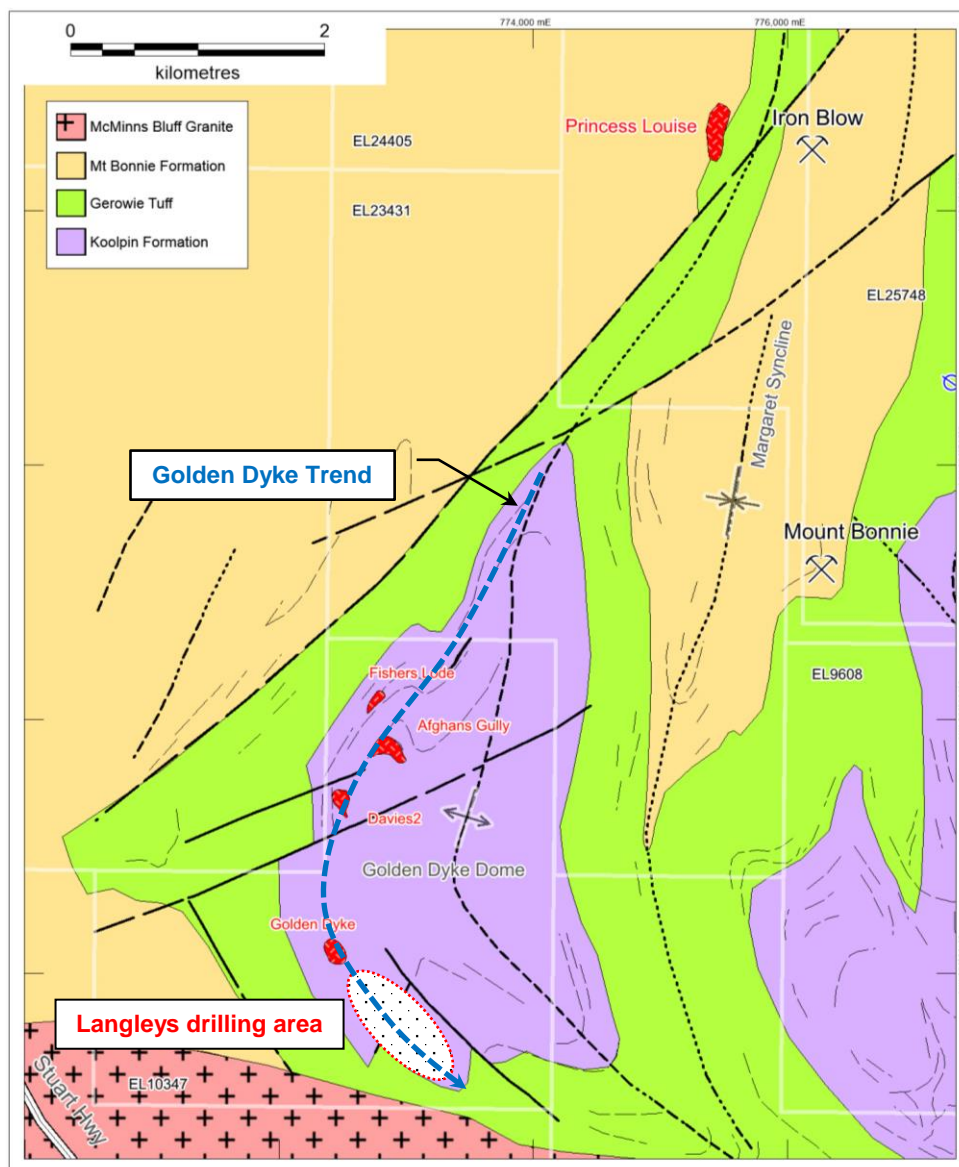 0 2
kilometres
774,000 mE
776,000 mE
McMinns Bluff Granite
Mt Bonnie Formation
Gerowie Tuff
Koolpin Formation
EL24405
EL23431
Princess Louise
Iron Blow
EL25748
Margaret Syncline
Golden Dyke Trend
Mount Bonnie
EL9608
Fishers Lode
Afghans Gully
Davies2
Golden Dyke Dome
Golden Dyke
Langleys drilling area
EL10347
Stuart Hwy